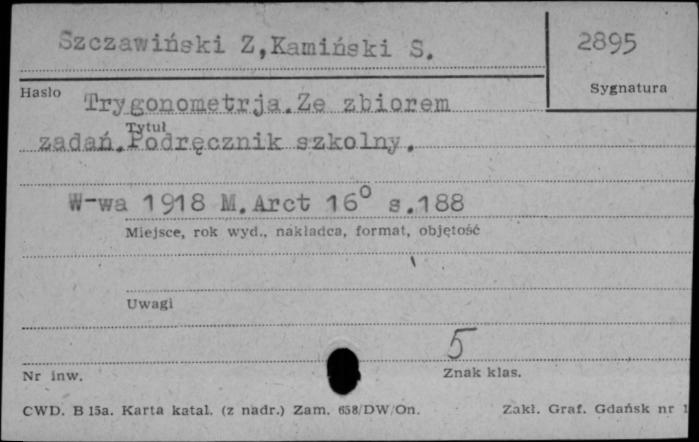 Szczawiński Z,Kamiński S.
2895
Hasło
Sygnatura
Trygonometrja.Ze zbiorem
Tytuł
zadań.Podręcznik szkolny.
W-wa 1918 M.Arct 16° s.188
Miejsce, rok wyd., nakładca, format, objętość
Uwagi
5
Nr inw.
Znak klas.
CWD. B 15a. Karta katal. (z nadr.) Zam. 658/DW/On.
Zakł. Graf. Gdańsk nr 1